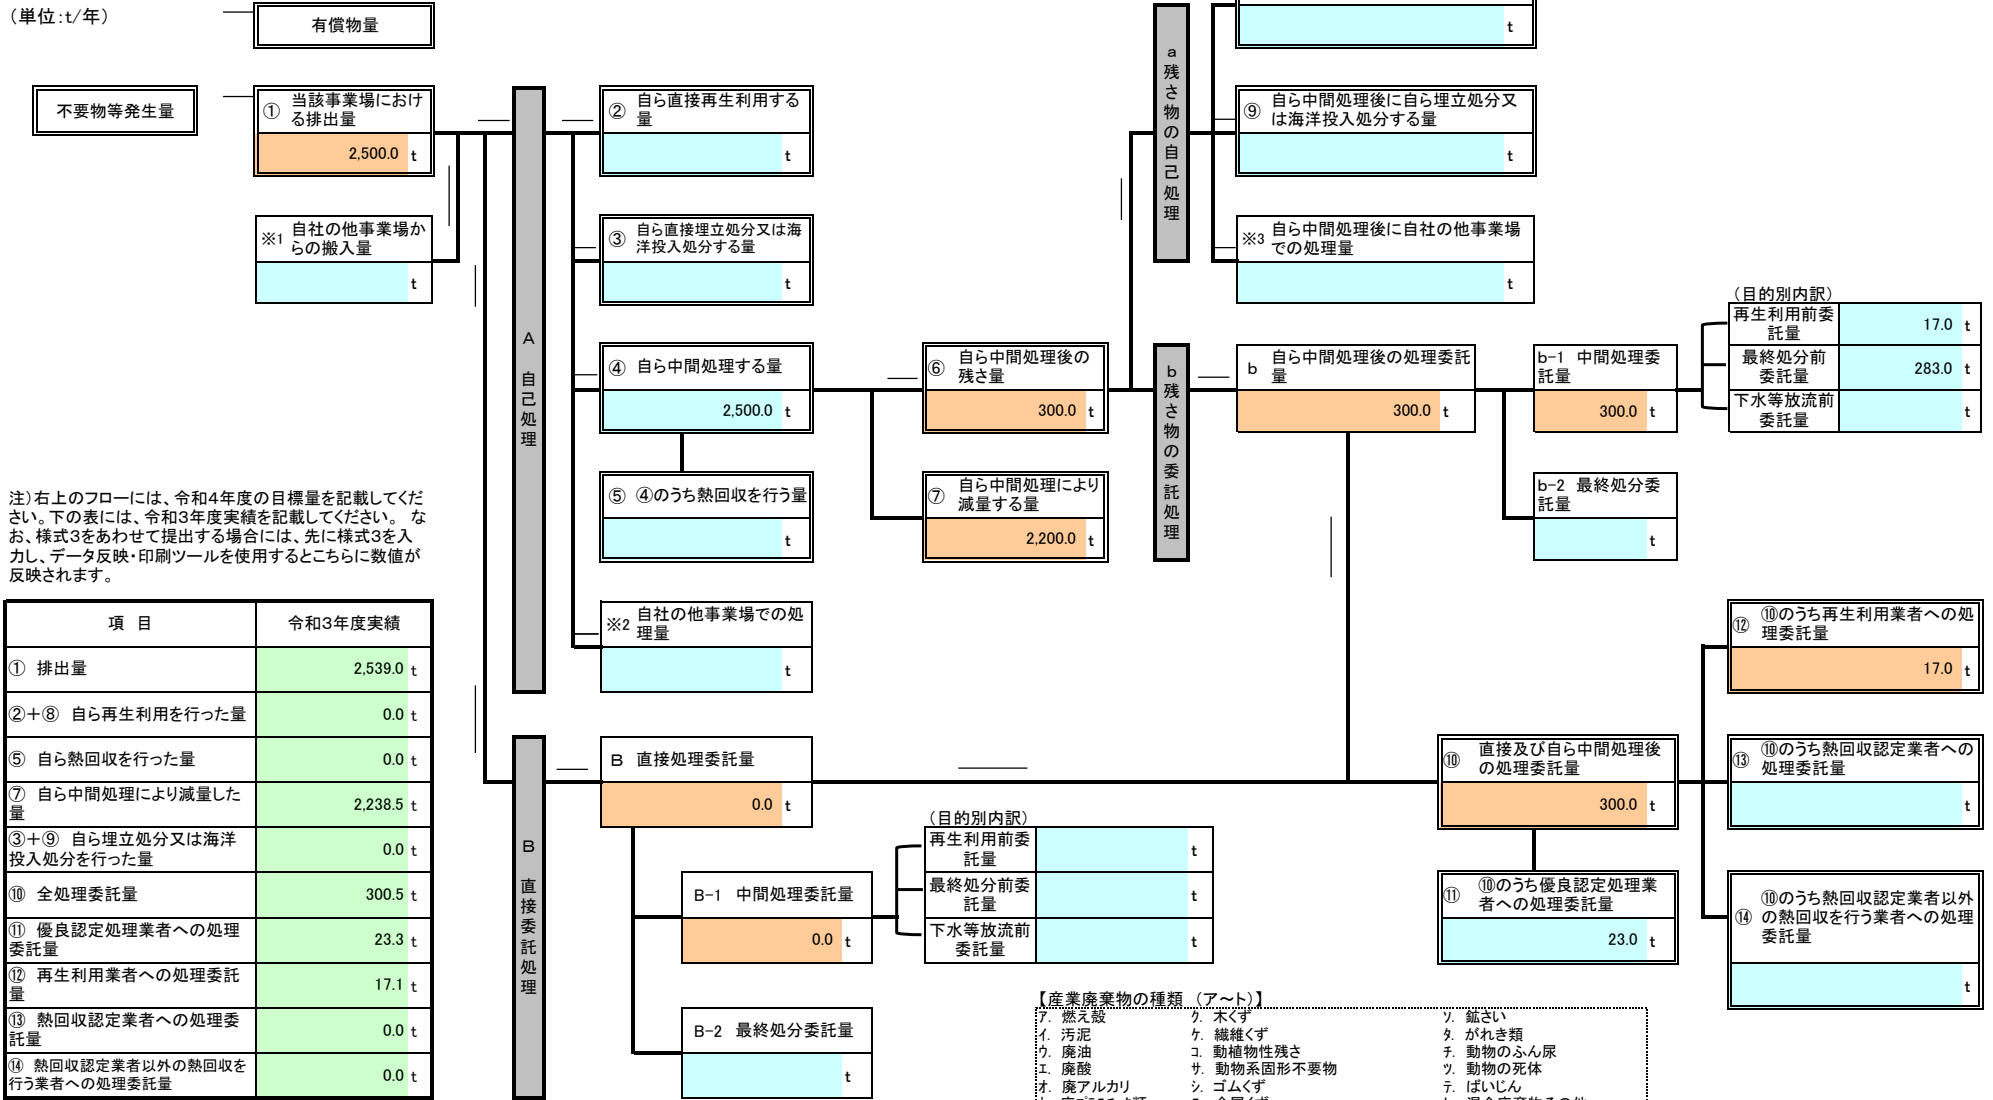 （単位:t/年）
有償物量
不要物等発生量
① 当該事業場におけ
る排出量
2,500.0 t
※1 自社の他事業場か
らの搬入量
t
A 自己処理
② 自ら直接再生利用する
量
t
③ 自ら直接埋立処分又は海
洋投入処分する量
t
④ 自ら中間処理する量
2,500.0 t
⑤ ④のうち熱回収を行う量
t
※2 自社の他事業場での処
理量
t
⑥ 自ら中間処理後の
残さ量
300.0 t
⑦ 自ら中間処理により
減量する量
2,200.0 t
a 残さ物の自己処理
t
⑨ 自ら中間処理後に自ら埋立処分又
は海洋投入処分する量
t
※3 自ら中間処理後に自社の他事業場
での処理量
t
b 残さ物の委託処理
b 自ら中間処理後の処理委託
量
300.0 t
b-1 中間処理委
託量
300.0 t
b-2 最終処分委
託量
t
（目的別内訳）
再生利用前委
託量
17.0 t
最終処分前
委託量
283.0 t
下水等放流前
委託量
t
注）右上のフローには、令和4年度の目標量を記載してくだ
さい。下の表には、令和3年度実績を記載してください。 な
お、様式3をあわせて提出する場合には、先に様式3を入
力し、データ反映・印刷ツールを使用するとこちらに数値が
反映されます。
項 目 令和3年度実績
① 排出量 2,539.0 t
②＋⑧ 自ら再生利用を行った量 0.0 t
⑤ 自ら熱回収を行った量 0.0 t
⑦ 自ら中間処理により減量した
量 2,238.5 t
③＋⑨ 自ら埋立処分又は海洋
投入処分を行った量 0.0 t
⑩ 全処理委託量 300.5 t
⑪ 優良認定処理業者への処理
委託量 23.3 t
⑫ 再生利用業者への処理委託
量 17.1 t
⑬ 熱回収認定業者への処理委
託量 0.0 t
⑭ 熱回収認定業者以外の熱回収を
行う業者への処理委託量 0.0 t
B 直接委託処理
B 直接処理委託量
0.0 t
B-1 中間処理委託量
0.0 t
B-2 最終処分委託量
t
（目的別内訳）
再生利用前委
託量
t
最終処分前委
託量
t
下水等放流前
委託量
t
⑩ 直接及び自ら中間処理後
の処理委託量
300.0 t
⑪ ⑩のうち優良認定処理業
者への処理委託量
23.0 t
⑫ ⑩のうち再生利用業者への処
理委託量
17.0 t
⑬ ⑩のうち熱回収認定業者への
処理委託量
t
⑭ ⑩のうち熱回収認定業者以外
の熱回収を行う業者への処理
委託量
t
【産業廃棄物の種類 （ア～ト）】
ア. 燃え殻 ク. 木くず ソ. 鉱さい
イ. 汚泥 ケ. 繊維くず タ. がれき類
ウ. 廃油 コ. 動植物性残さ チ. 動物のふん尿
エ. 廃酸 サ. 動物系固形不要物 ツ. 動物の死体
オ. 廃アルカリ シ. ゴムくず テ. ばいじん